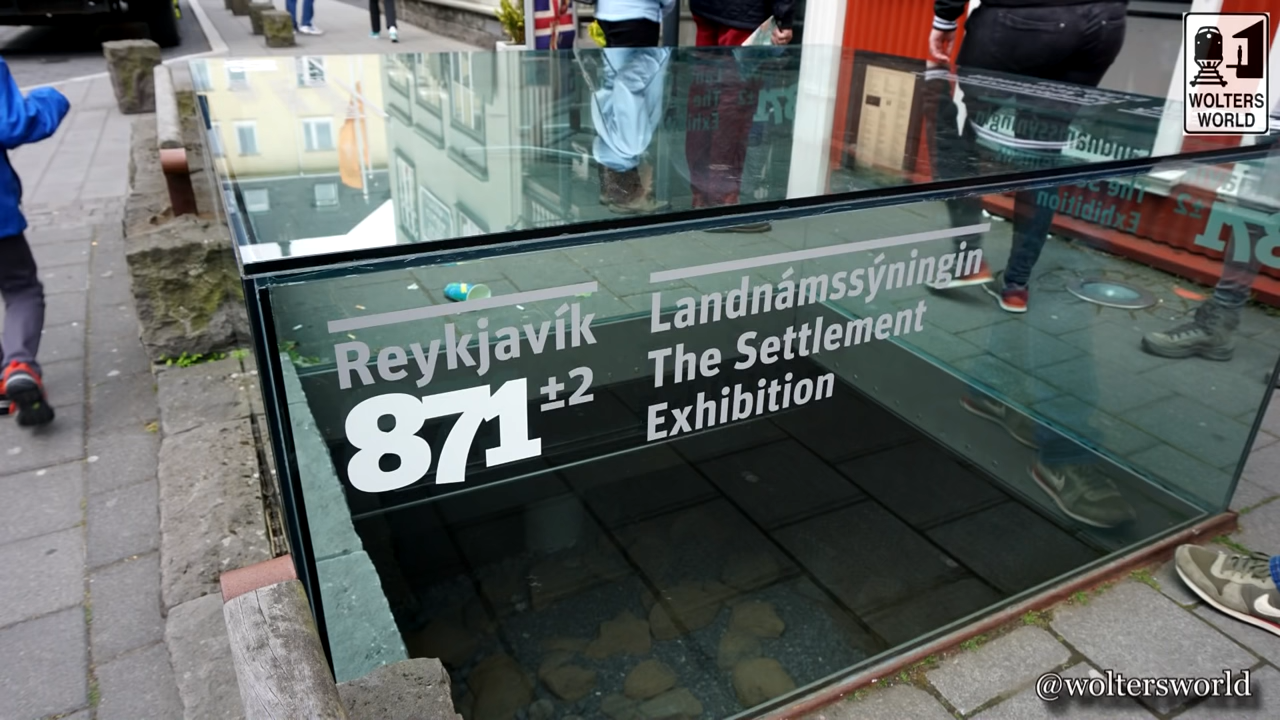 WOLTERS
WORLD
Reykjavík
871±2
Landnámssýningin
The Settlement
Exhibition
@woltersworld